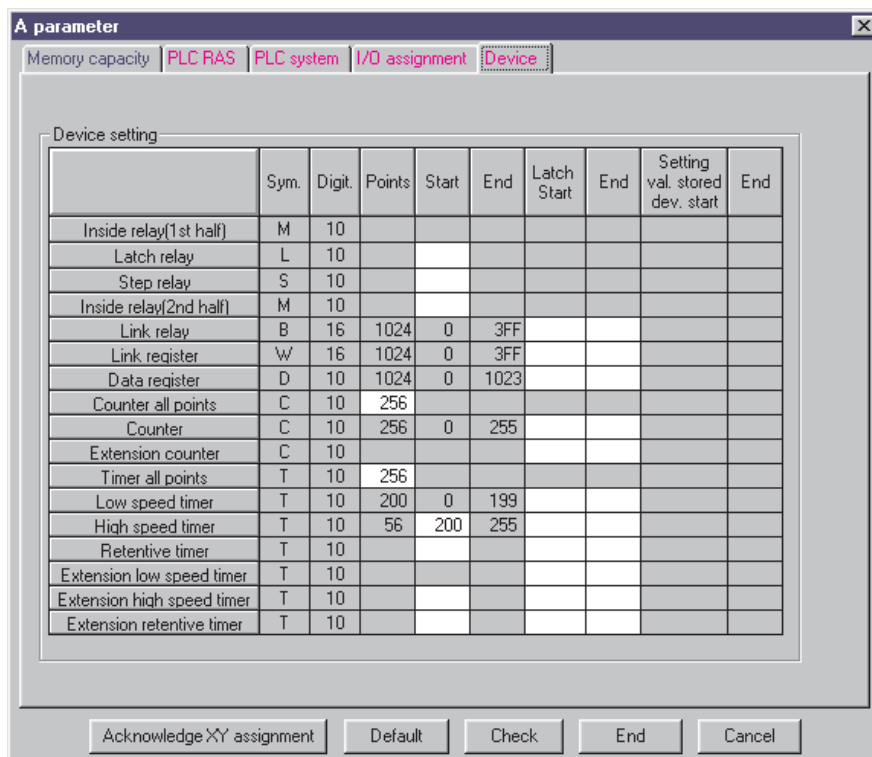 A parameter
Memory capacity PLC RAS PLC system I/O assignment Device
Device setting
Sym. Digit. Points Start End Latch Start End Setting val. stored dev. start End
Inside relay(1st half) M 10
Latch relay L 10
Step relay S 10
Inside relay(2nd half) M 10
Link relay B 16 1024 0 3FF
Link register W 16 1024 0 3FF
Data register D 10 1024 0 1023
Counter all points C 10 256
Counter C 10 256 0 255
Extension counter C 10
Timer all points T 10 256
Low speed timer T 10 200 0 199
High speed timer T 10 56 200 255
Retentive timer T 10
Extension low speed timer T 10
Extension high speed timer T 10
Extension retentive timer T 10
Acknowledge XY assignment Default Check End Cancel